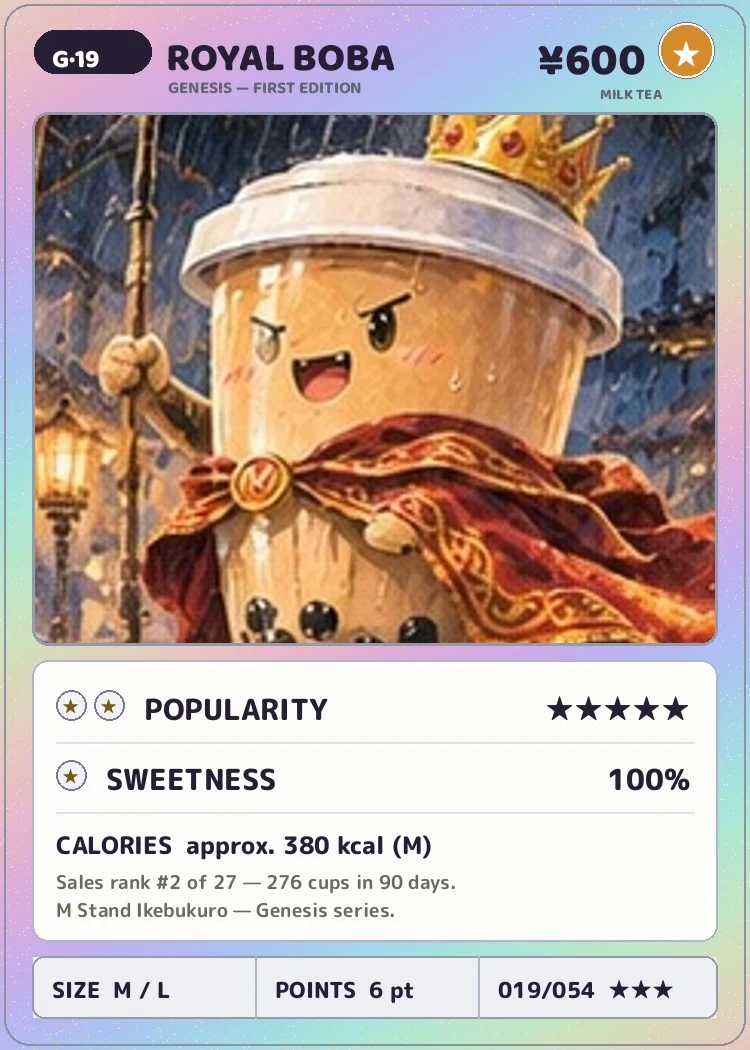 G·19
ROYAL BOBA
¥600 ★
GENESIS — FIRST EDITION
MILK TEA
M
★ ★ POPULARITY ★★★★★
★ SWEETNESS 100%
CALORIES approx. 380 kcal (M)
Sales rank #2 of 27 — 276 cups in 90 days.
M Stand Ikebukuro — Genesis series.
SIZE M / L
POINTS 6 pt
019/054 ★★★